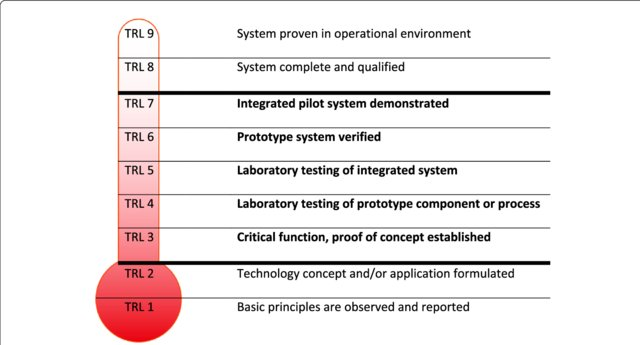 TRL 9 System proven in operational environment
TRL 8 System complete and qualified
TRL 7 Integrated pilot system demonstrated
TRL 6 Prototype system verified
TRL 5 Laboratory testing of integrated system
TRL 4 Laboratory testing of prototype component or process
TRL 3 Critical function, proof of concept established
TRL 2 Technology concept and/or application formulated
TRL 1 Basic principles are observed and reported